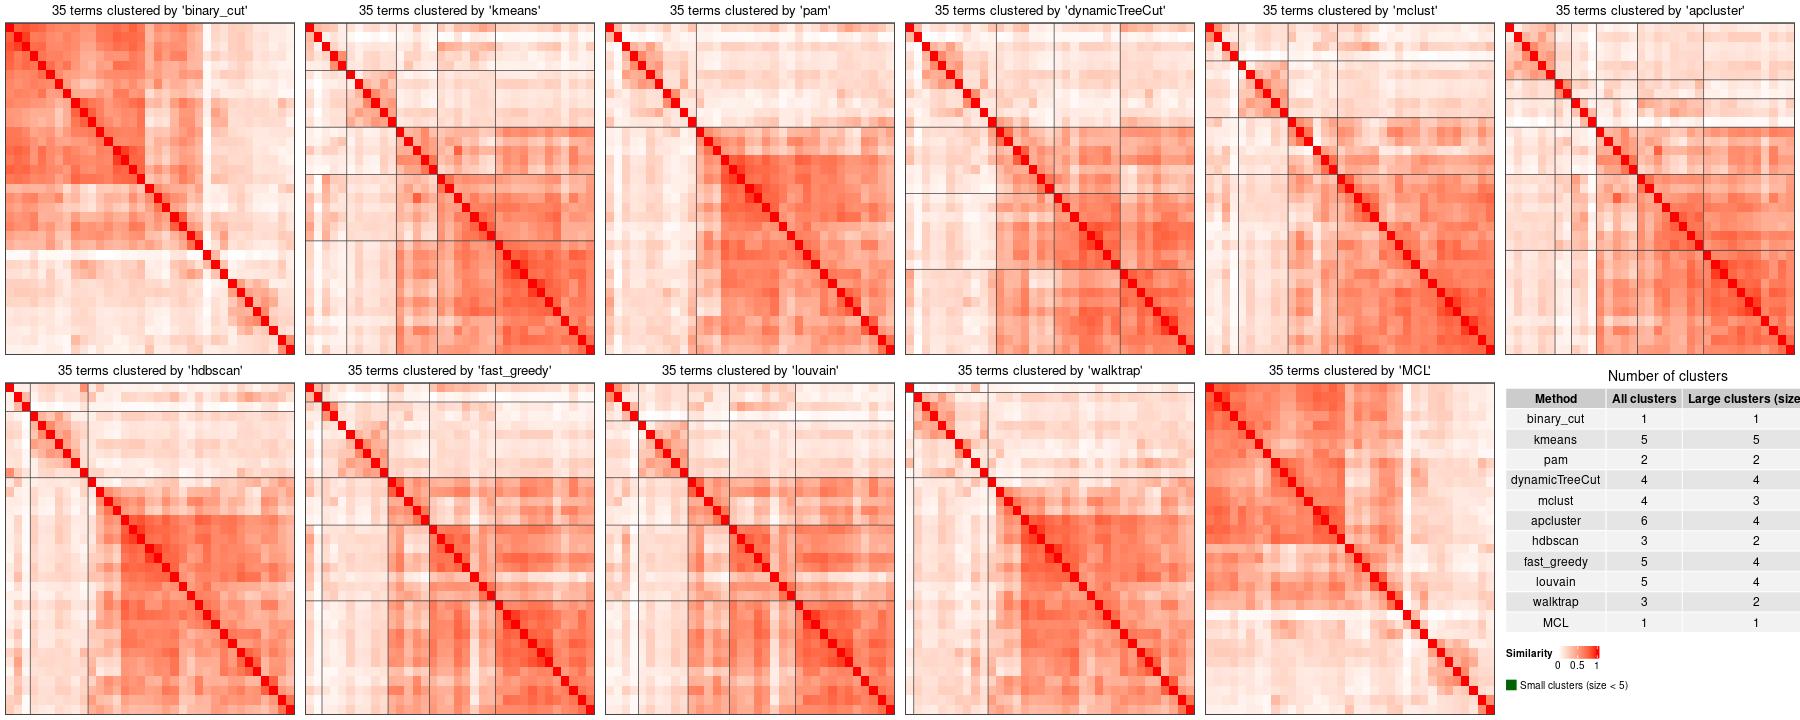 35 terms clustered by 'binary_cut'
35 terms clustered by 'kmeans'
35 terms clustered by 'pam'
35 terms clustered by 'dynamicTreeCut'
35 terms clustered by 'mclust'
35 terms clustered by 'apcluster'
35 terms clustered by 'hdbscan'
35 terms clustered by 'fast_greedy'
35 terms clustered by 'louvain'
35 terms clustered by 'walktrap'
35 terms clustered by 'MCL'
Number of clusters
Method All clusters Large clusters (size
binary_cut 1 1
kmeans 5 5
pam 2 2
dynamicTreeCut 4 4
mclust 4 3
apcluster 6 4
hdbscan 3 2
fast_greedy 5 4
louvain 5 4
walktrap 3 2
MCL 1 1
Similarity
0 0.5 1
Small clusters (size < 5)